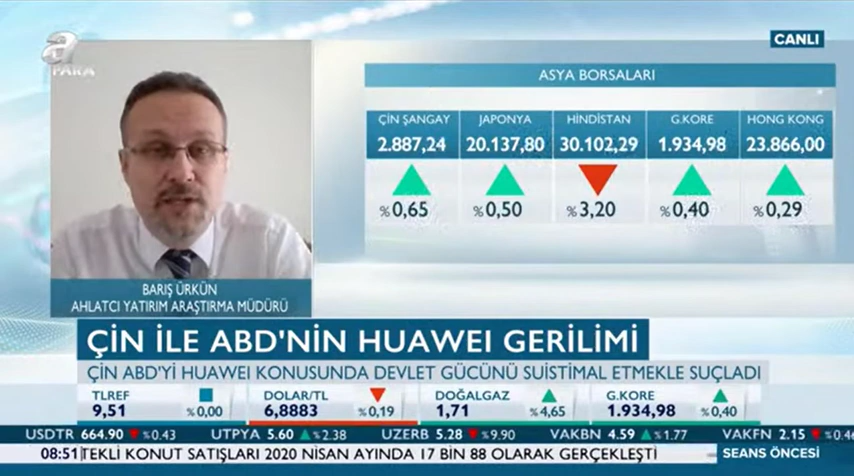 a
PARA
CANLI
ASYA BORSALARI
ÇİN ŞANGAY JAPONYA HİNDİSTAN G.KORE HONG KONG
2.887,24 20.137,80 30.102,29 1.934,98 23.866,00
%0,65 %0,50 %3,20 %0,40 %0,29
BARIŞ ÜRKÜN
AHLATCI YATIRIM ARAŞTIRMA MÜDÜRÜ
ÇİN İLE ABD'NİN HUAWEI GERİLİMİ
ÇİN ABD'Yİ HUAWEI KONUSUNDA DEVLET GÜCÜNÜ SUİSTİMAL ETMEKLE SUÇLADI
TLREF DOLAR/TL DOĞALGAZ G.KORE
9,51 %0,00 6,8883 %0,19 1,71 %4,65 1.934,98 %0,40
USDTR 664.90 %0.43 UTPYA 5.60 %2.38 UZERB 5.28 %9.90 VAKBN 4.59 %1.77 VAKFN 2.15 %0.46
08:51 TEKLİ KONUT SATIŞLARI 2020 NİSAN AYINDA 17 BİN 88 OLARAK GERÇEKLEŞTİ SEANS ÖNCESİ